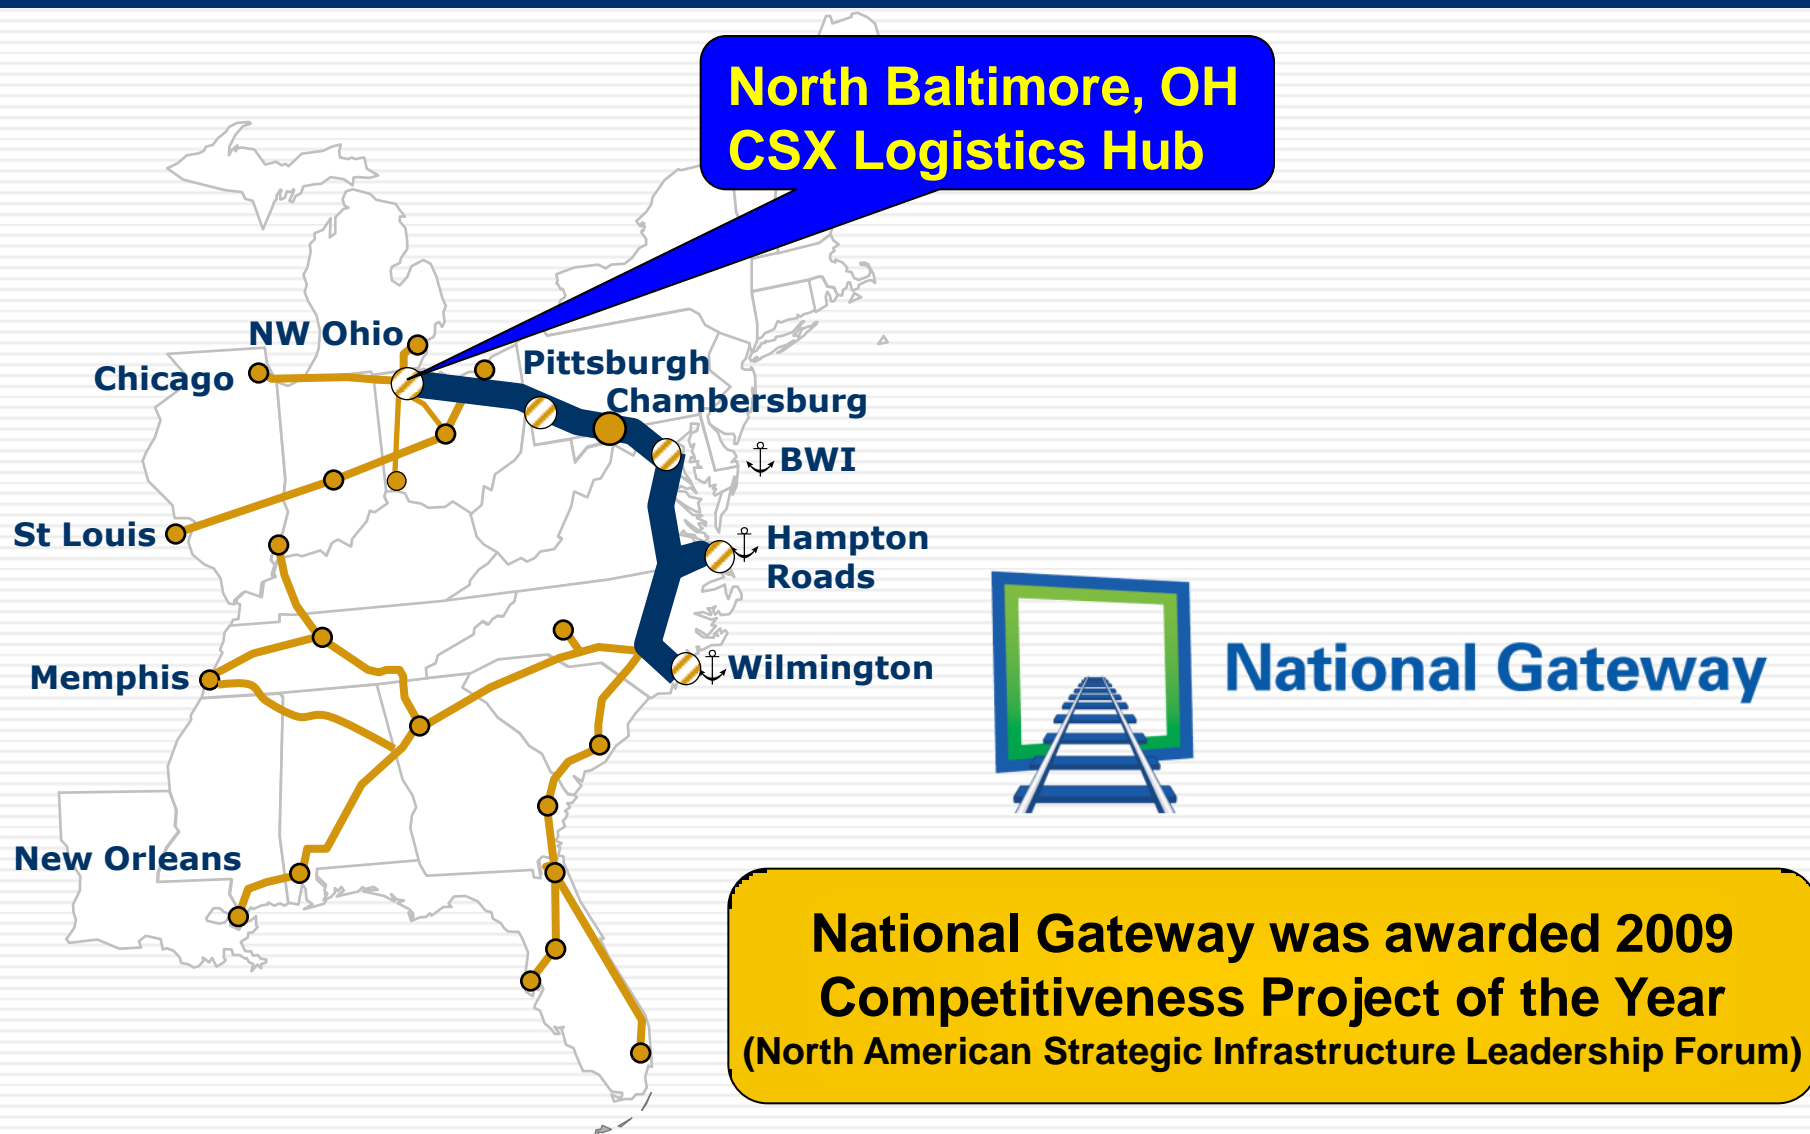 North Baltimore, OH
CSX Logistics Hub
NW Ohio
Chicago
Pittsburgh
Chambersburg
BWI
St Louis
Hampton
Roads
Memphis
Wilmington
National Gateway
New Orleans
National Gateway was awarded 2009
Competitiveness Project of the Year
(North American Strategic Infrastructure Leadership Forum)